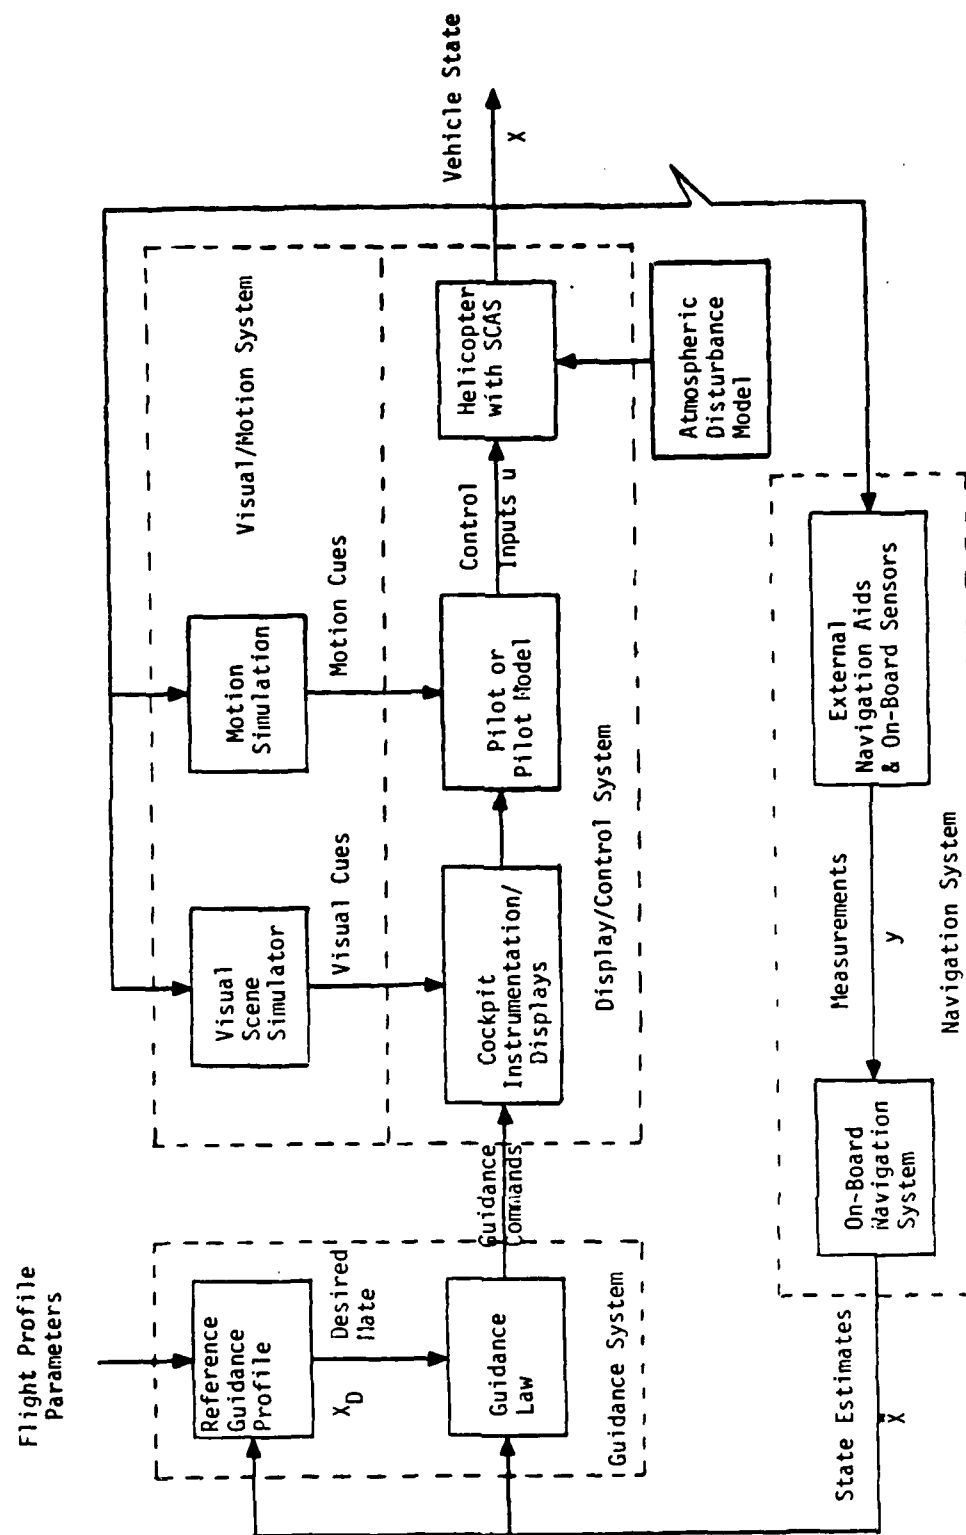 Flight Profile
Parameters
Reference
Guidance
Profile
X_D
Desired
State
Guidance
Law
Guidance System
Guidance
Commands
Visual
Scene
Simulator
Visual Cues
Motion
Simulation
Motion Cues
Visual/Motion System
Cockpit
Instrumentation/
Displays
Pilot or
Pilot Model
Control
Inputs u
Helicopter
with SCAS
Vehicle State
X
Display/Control System
Atmospheric
Disturbance
Model
State Estimates
X
On-Board
Navigation
System
Measurements
y
External
Navigation Aids
& On-Board Sensors
Navigation System